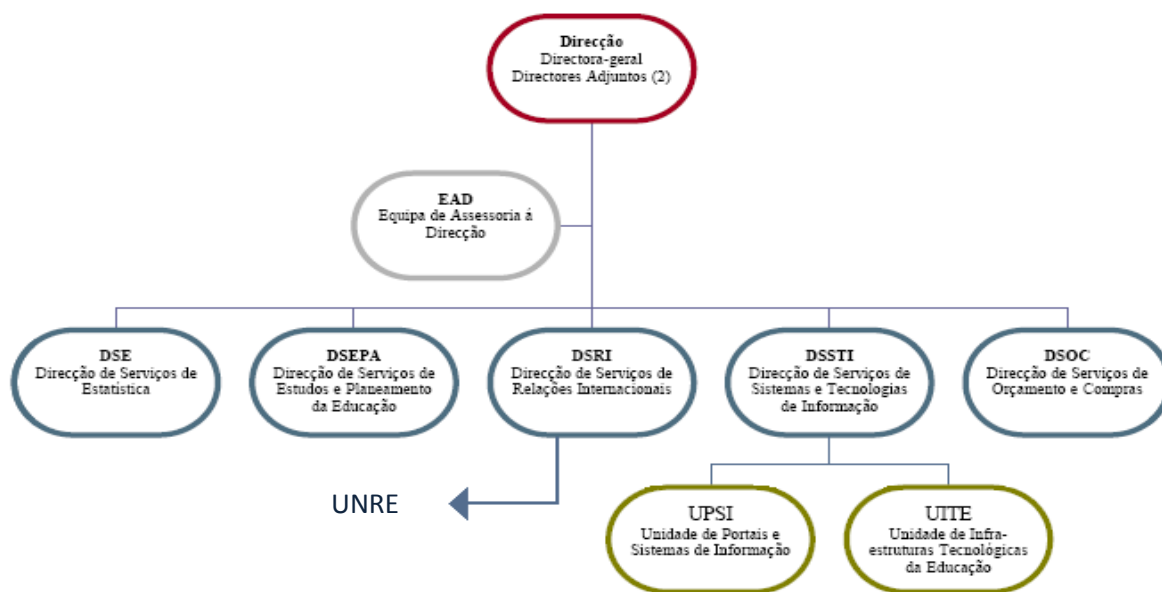 Direcção
Directora-geral
Directores Adjuntos (2)
EAD
Equipa de Assessoria á
Direcção
DSE
Direcção de Serviços de
Estatística
DSEPA
Direcção de Serviços de
Estudos e Planeamento
da Educação
DSRI
Direcção de Serviços de
Relações Internacionais
DSSTI
Direcção de Serviços de
Sistemas e Tecnologias
de Informação
DSOC
Direcção de Serviços de
Orçamento e Compras
UNRE
UPSI
Unidade de Portais e
Sistemas de Informação
UITE
Unidade de Infra-
estruturas Tecnológicas
da Educação